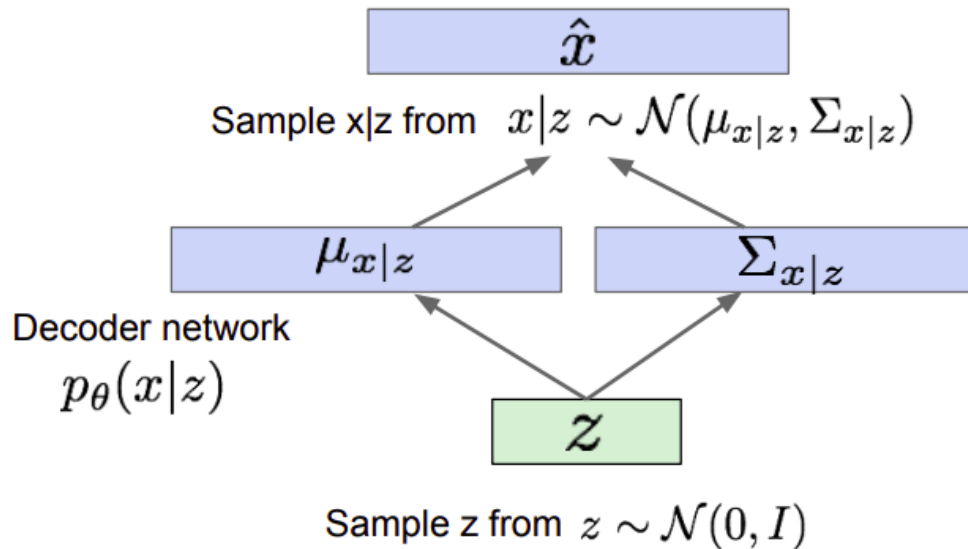 x̂
Sample x|z from x|z ∼ 𝒩(μ_{x|z}, Σ_{x|z})
μ_{x|z} Σ_{x|z}
Decoder network
p_θ(x|z)
z
Sample z from z ∼ 𝒩(0, I)